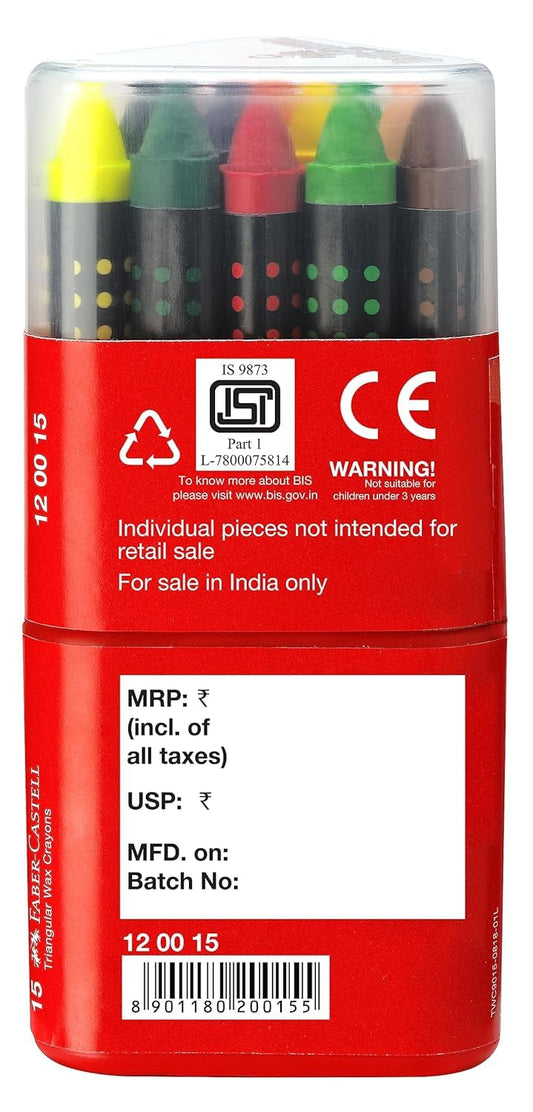 IS 9873
ISI
Part 1
L-7800075814
To know more about BIS
please visit www.bis.gov.in
CE
WARNING!
Not suitable for
children under 3 years
12 00 15
Individual pieces not intended for
retail sale
For sale in India only
MRP: ₹
(incl. of
all taxes)
USP: ₹
MFD. on:
Batch No:
12 00 15
8 901180 200155
15 FABER-CASTELL
Triangular Wax Crayons
TWC9015-0618-01L